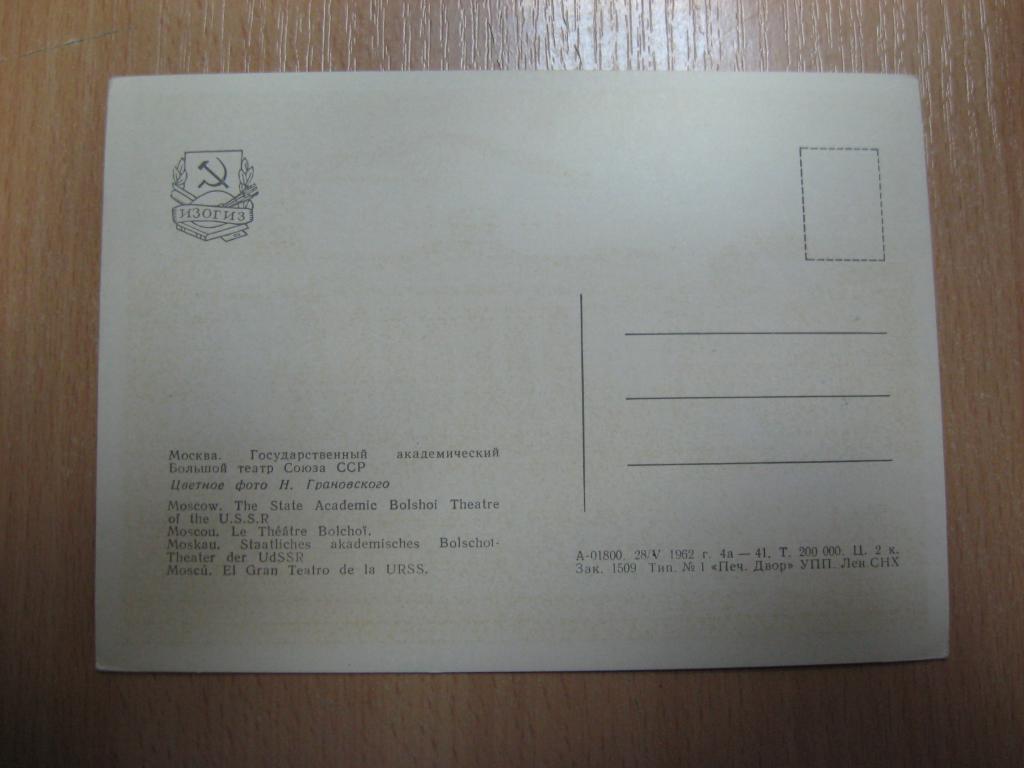 ИЗОГИЗ
Москва. Государственный академический
Большой театр Союза ССР
Цветное фото Н. Грановского
Moscow. The State Academic Bolshoi Theatre
of the U.S.S.R
Moscou. Le Théâtre Bolchoï.
Moskau. Staatliches akademisches Bolschoi-
Theater der UdSSR
Moscú. El Gran Teatro de la URSS.
А-01800. 28/V 1962 г. 4а — 41. Т. 200 000. Ц. 2 к.
Зак. 1509 Тип. № 1 «Печ. Двор» УПП. Лен СНХ